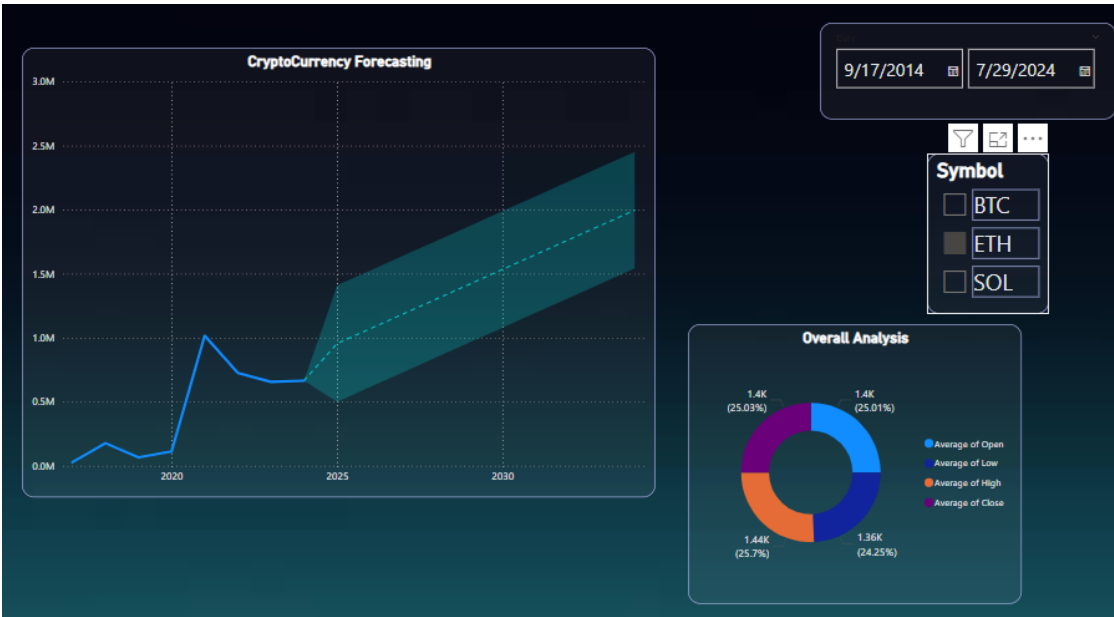 CryptoCurrency Forecasting
3.0M
2.5M
2.0M
1.5M
1.0M
0.5M
0.0M
2020 2025 2030
9/17/2014 7/29/2024
Symbol
BTC
ETH
SOL
Overall Analysis
1.4K
(25.03%)
1.4K
(25.01%)
1.44K
(25.7%)
1.36K
(24.25%)
Average of Open
Average of Low
Average of High
Average of Close